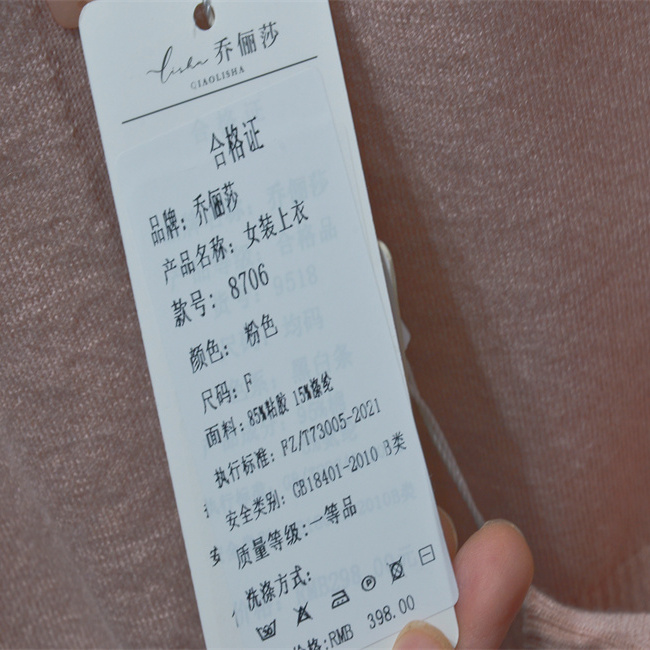 lisha 乔俪莎
CIAOLISHA
合格证
品牌：乔俪莎
产品名称：女装上衣
款号：8706
颜色：粉色
尺码：F
面料：85%粘胶 15%涤纶
执行标准：FZ/T73005-2021
安全类别：GB18401-2010 B类
质量等级:一等品
洗涤方式：
价格:RMB 398.00